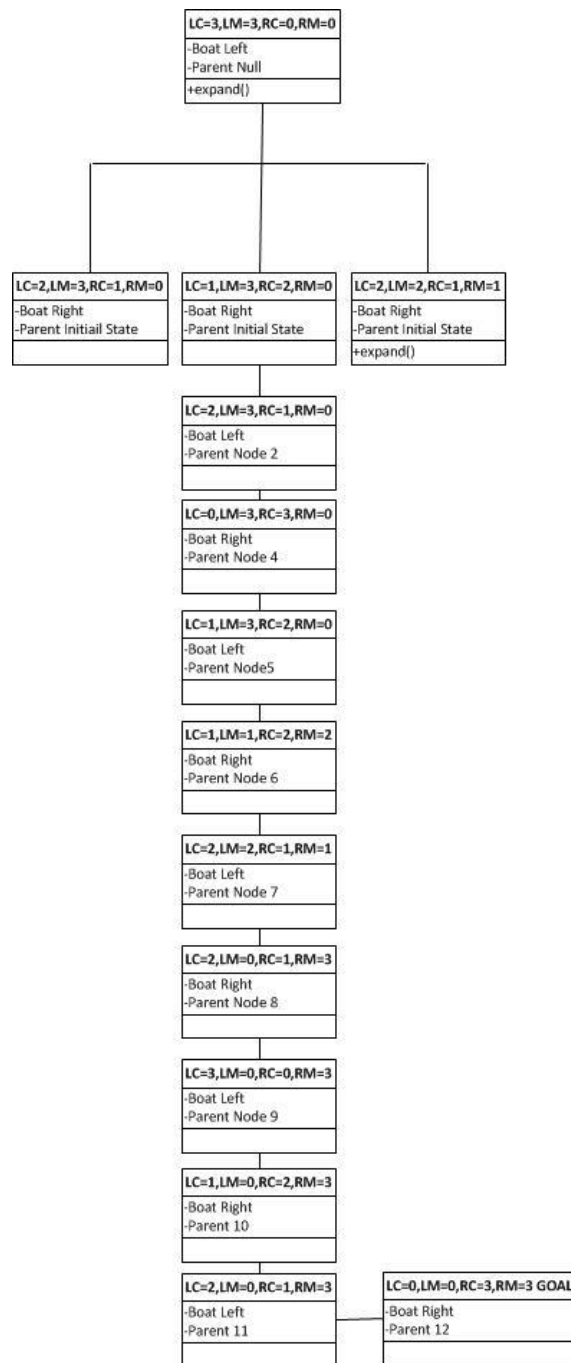 LC=3,LM=3,RC=0,RM=0
-Boat Left
-Parent Null
+expand()
LC=2,LM=3,RC=1,RM=0
-Boat Right
-Parent Initiail State
LC=1,LM=3,RC=2,RM=0
-Boat Right
-Parent Initial State
LC=2,LM=2,RC=1,RM=1
-Boat Right
-Parent Initial State
+expand()
LC=2,LM=3,RC=1,RM=0
-Boat Left
-Parent Node 2
LC=0,LM=3,RC=3,RM=0
-Boat Right
-Parent Node 4
LC=1,LM=3,RC=2,RM=0
-Boat Left
-Parent Node5
LC=1,LM=1,RC=2,RM=2
-Boat Right
-Parent Node 6
LC=2,LM=2,RC=1,RM=1
-Boat Left
-Parent Node 7
LC=2,LM=0,RC=1,RM=3
-Boat Right
-Parent Node 8
LC=3,LM=0,RC=0,RM=3
-Boat Left
-Parent Node 9
LC=1,LM=0,RC=2,RM=3
-Boat Right
-Parent 10
LC=2,LM=0,RC=1,RM=3
-Boat Left
-Parent 11
LC=0,LM=0,RC=3,RM=3 GOAL
-Boat Right
-Parent 12